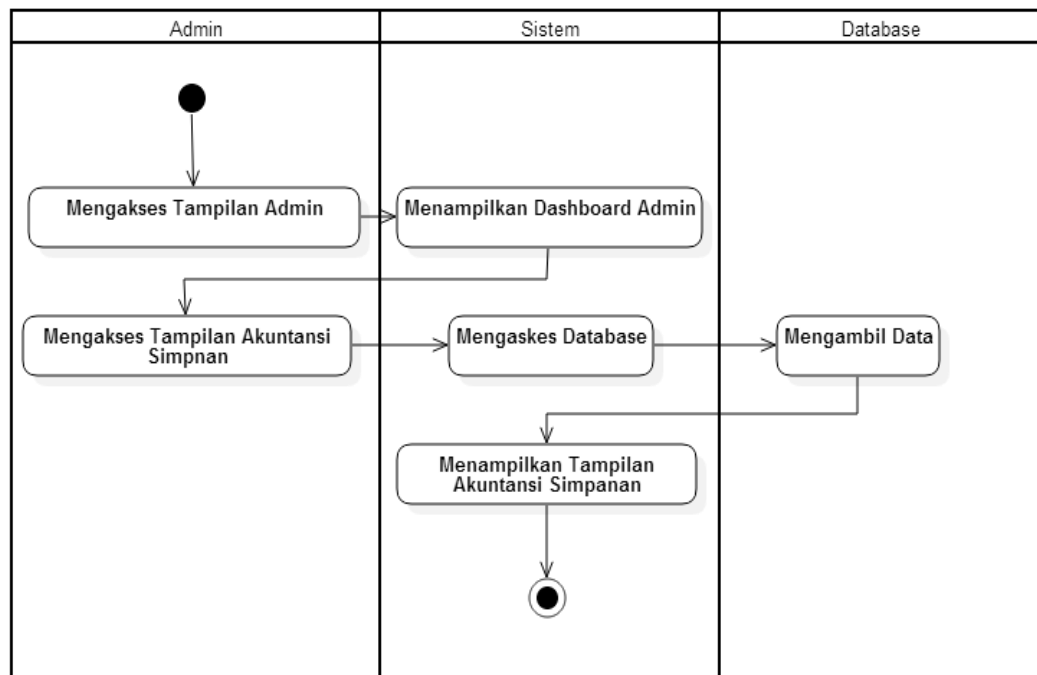 Admin
Sistem
Database
Mengakses Tampilan Admin
Menampilkan Dashboard Admin
Mengakses Tampilan Akuntansi
Simpnan
Mengaskes Database
Mengambil Data
Menampilkan Tampilan
Akuntansi Simpanan